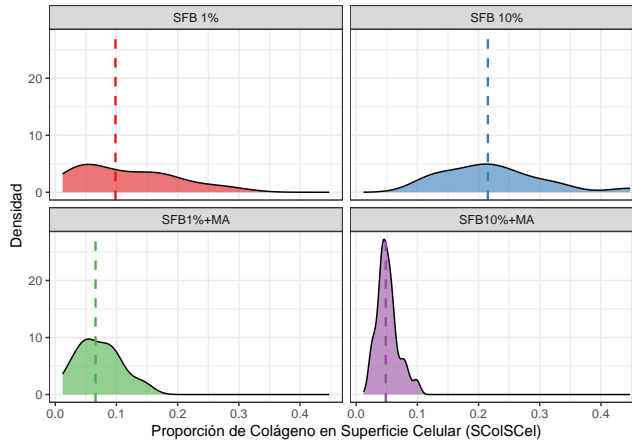 SFB 1%
SFB 10%
20
10
0
SFB1%+MA
SFB10%+MA
20
10
0
0.0 0.1 0.2 0.3 0.4 0.0 0.1 0.2 0.3 0.4
Densidad
Proporción de Colágeno en Superficie Celular (SColSCel)